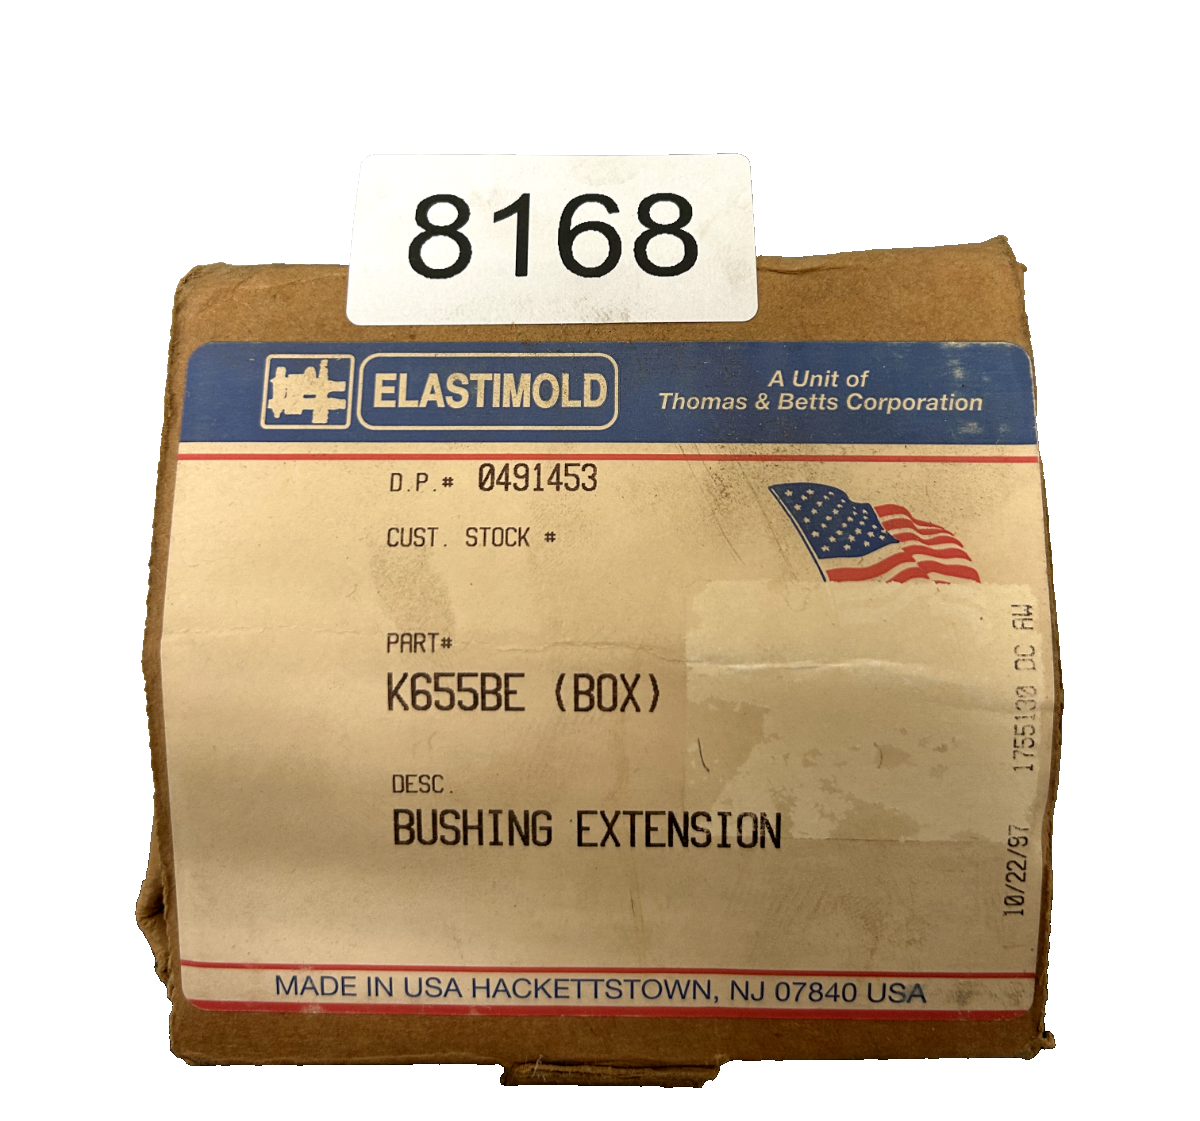 8168
ELASTIMOLD
A Unit of
Thomas & Betts Corporation
D.P.# 0491453
CUST. STOCK #
PART#
K655BE (BOX)
DESC.
BUSHING EXTENSION
10/22/97 1755130 DC AW
MADE IN USA HACKETTSTOWN, NJ 07840 USA